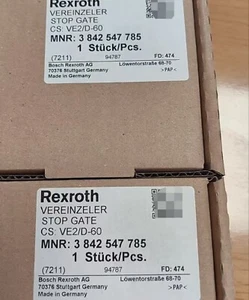 Rexroth
VEREINZELER
STOP GATE
CS: VE2/D-60
MNR: 3 842 547 785
1 Stück/Pcs.
(7211) 94787 FD: 474
Bosch Rexroth AG Löwentorstraße 68-70
70376 Stuttgart Germany >PAP<
Made in Germany
Rexroth
VEREINZELER
STOP GATE
CS: VE2/D-60
MNR: 3 842 547 785
1 Stück/Pcs.
(7211) 94787 FD: 474
Bosch Rexroth AG Löwentorstraße 68-70
70376 Stuttgart Germany >PAP<
Made in Germany